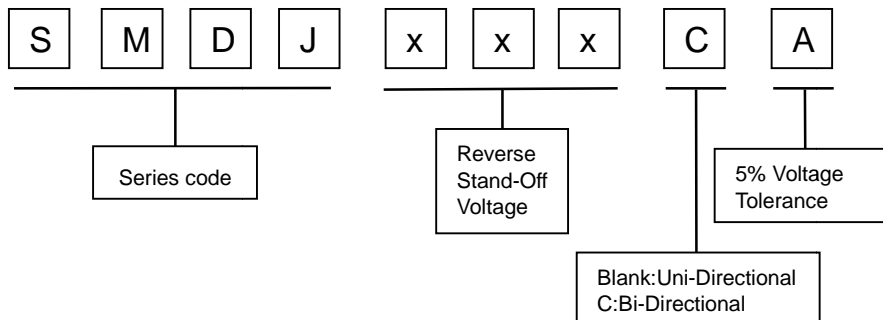 S M D J x x x C A
Series code
Reverse
Stand-Off
Voltage
5% Voltage
Tolerance
Blank:Uni-Directional
C:Bi-Directional